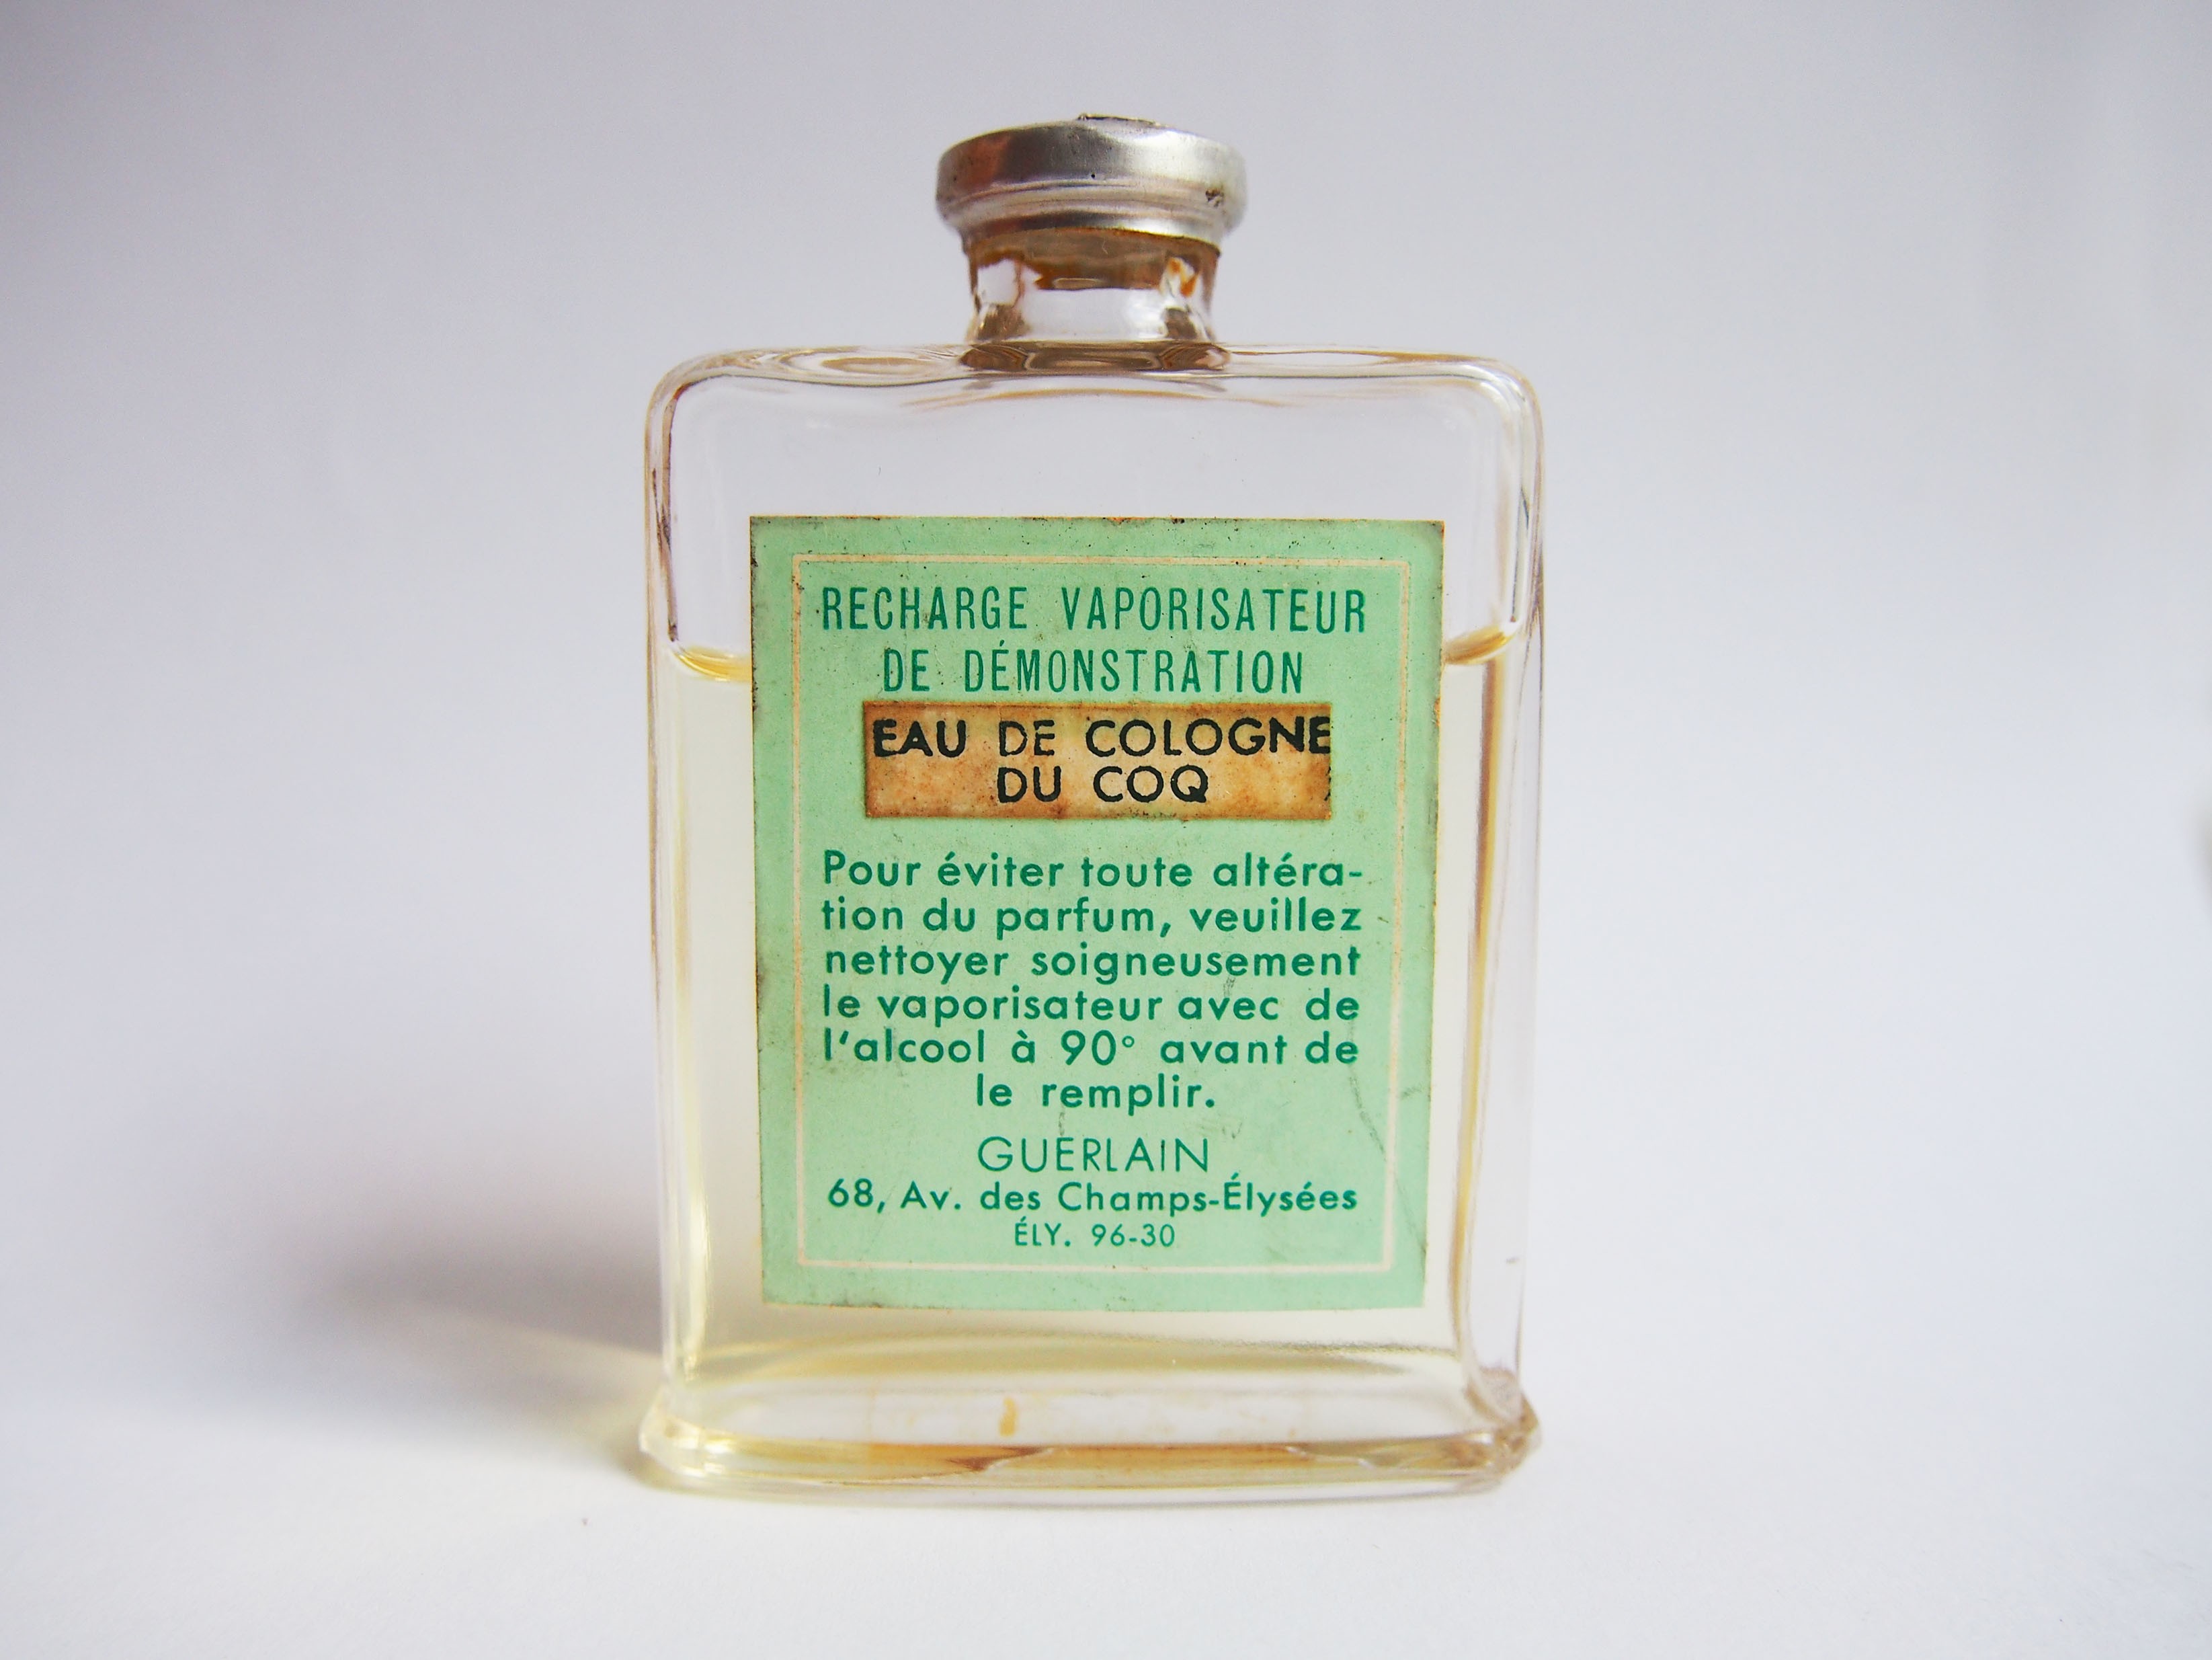 RECHARGE VAPORISATEUR
DE DÉMONSTRATION
EAU DE COLOGNE
DU COQ
Pour éviter toute altéra-
tion du parfum, veuillez
nettoyer soigneusement
le vaporisateur avec de
l'alcool à 90° avant de
le remplir.
GUERLAIN
68, Av. des Champs-Élysées
ÉLY. 96-30